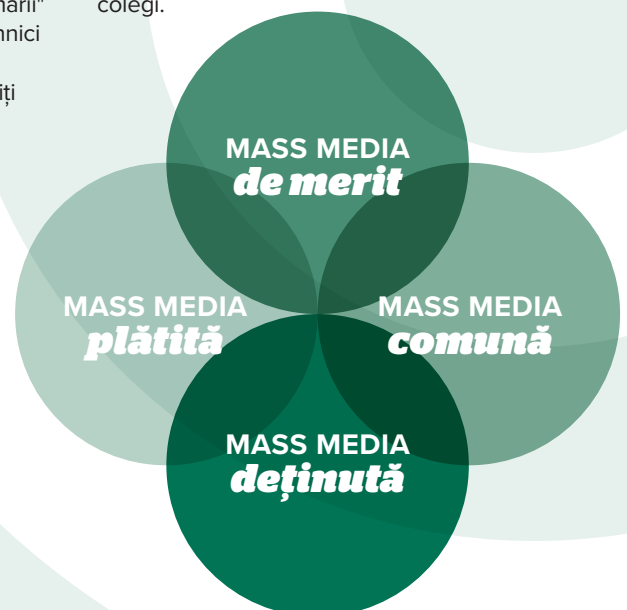 colegi.
MASS MEDIA
de merit
MASS MEDIA
plătită
MASS MEDIA
comună
MASS MEDIA
deținută